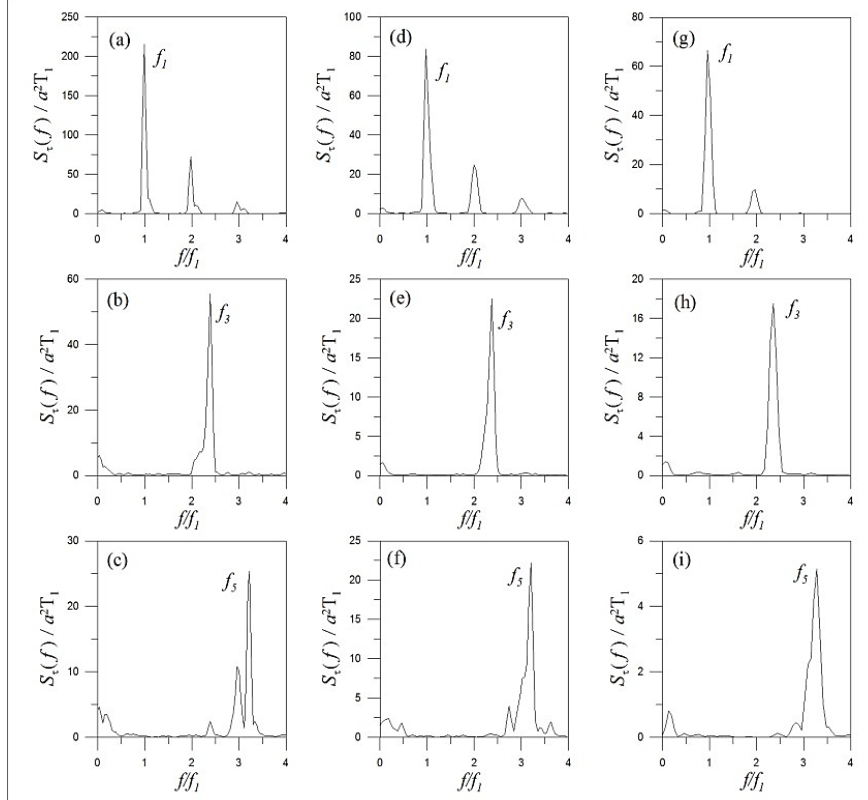 250
200
150
100
50
0
(a)
f1
Sτ(f) / a²T1
0 1 2 3 4
f/f1
100
80
60
40
20
0
(d)
f1
Sτ(f) / a²T1
0 1 2 3 4
f/f1
80
60
40
20
0
(g)
f1
Sτ(f) / a²T1
0 1 2 3 4
f/f1
60
40
20
0
(b)
f3
Sτ(f) / a²T1
0 1 2 3 4
f/f1
25
20
15
10
5
0
(e)
f3
Sτ(f) / a²T1
0 1 2 3 4
f/f1
20
16
12
8
4
0
(h)
f3
Sτ(f) / a²T1
0 1 2 3 4
f/f1
30
20
10
0
(c)
f5
Sτ(f) / a²T1
0 1 2 3 4
f/f1
25
20
15
10
5
0
(f)
f5
Sτ(f) / a²T1
0 1 2 3 4
f/f1
6
4
2
0
(i)
f5
Sτ(f) / a²T1
0 1 2 3 4
f/f1